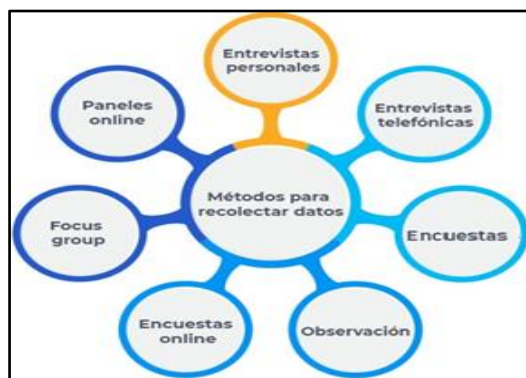 Entrevistas
personales
Entrevistas
telefónicas
Encuestas
Observación
Encuestas
online
Focus
group
Paneles
online
Métodos para
recolectar datos